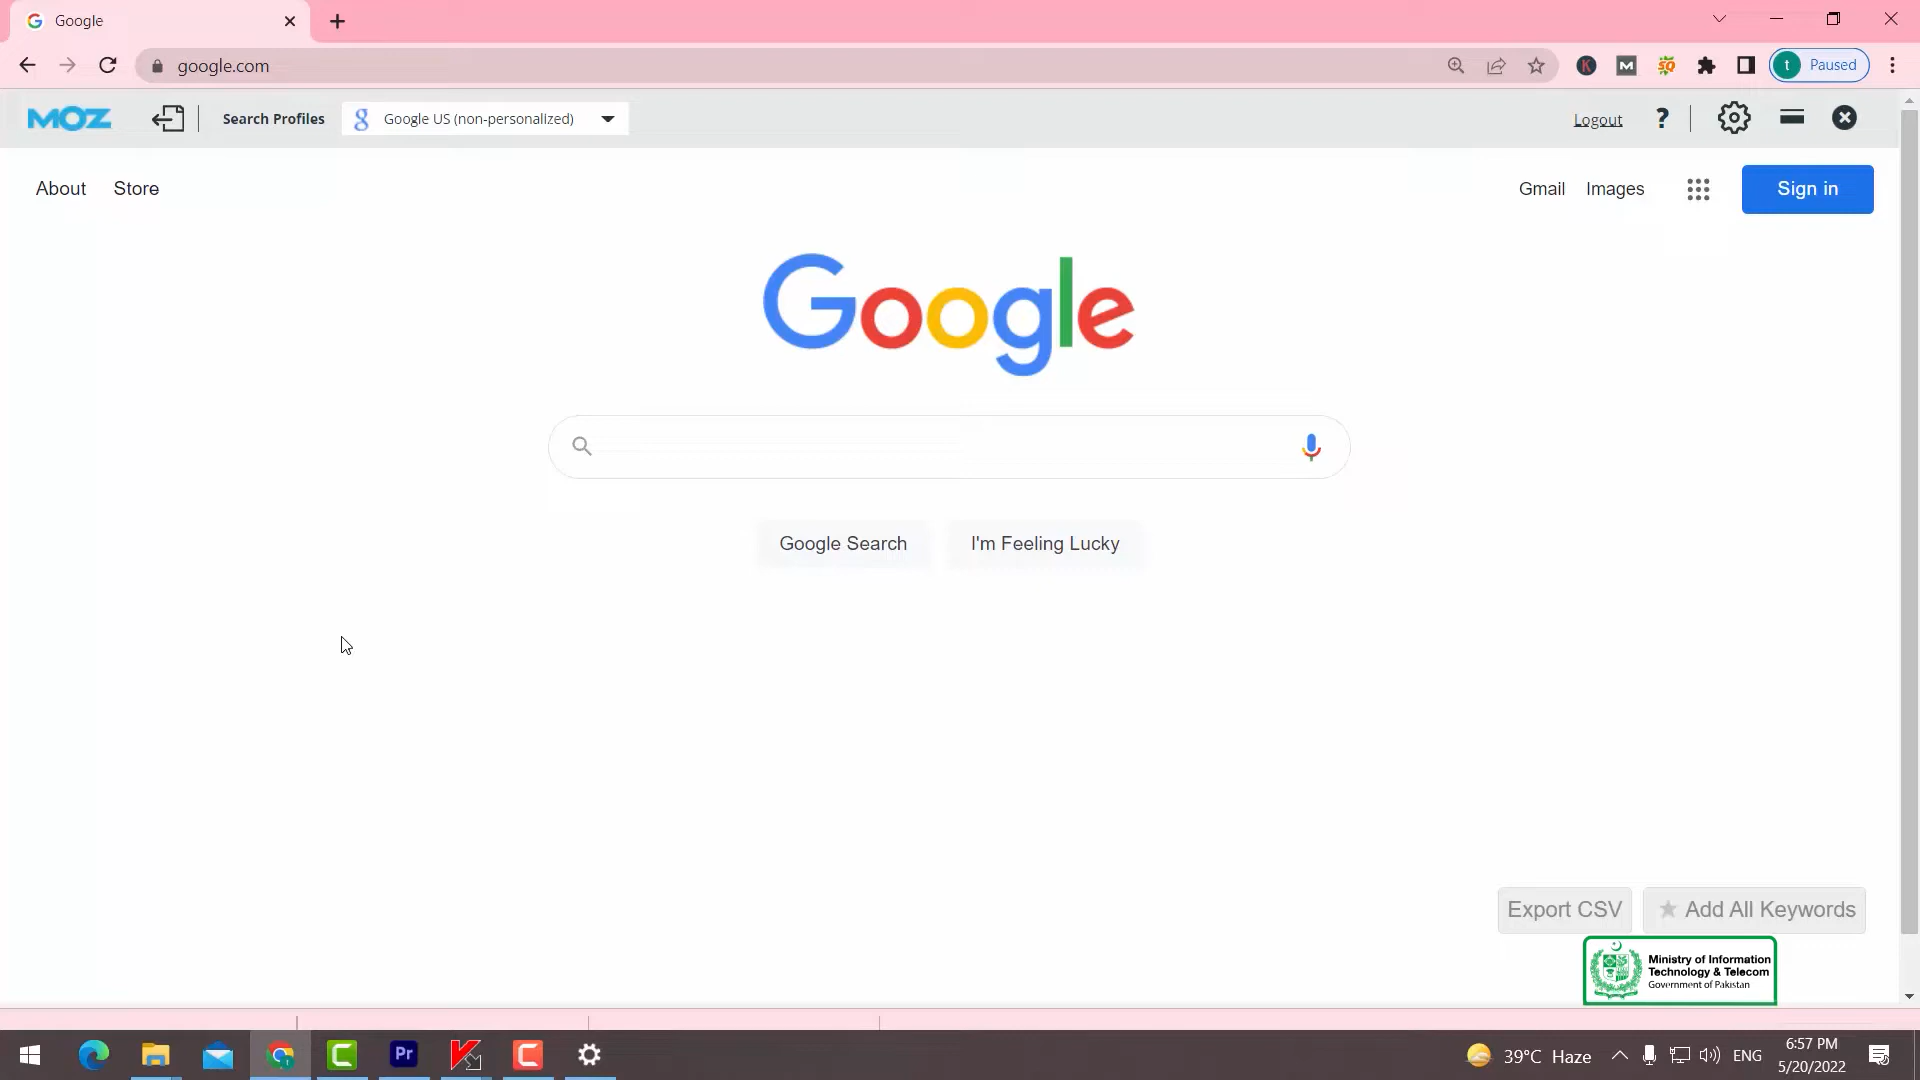 Google
google.com
Paused
MOZ
Search Profiles
Google US (non-personalized)
Logout
?
About
Store
Gmail
Images
Sign in
Google
Google Search
I'm Feeling Lucky
Export CSV
Add All Keywords
Ministry of Information
Technology & Telecom
Government of Pakistan
39°C Haze
ENG
6:57 PM
5/20/2022